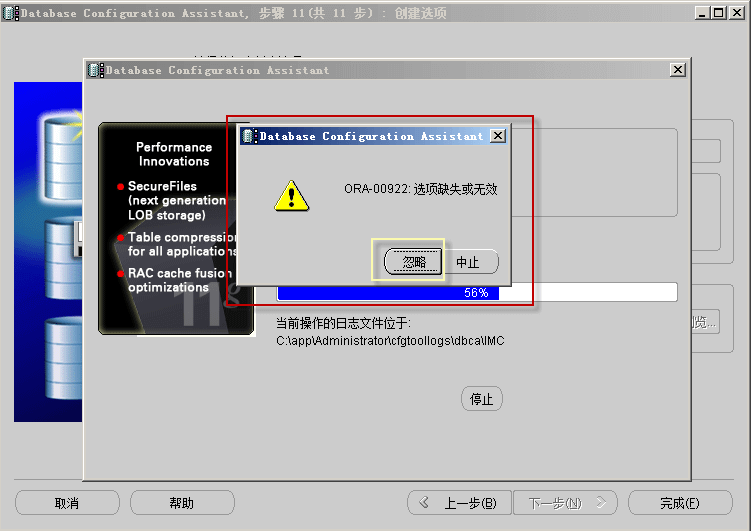 Database Configuration Assistant, 步骤 11(共 11 步) : 创建选项
Database Configuration Assistant
Performance
Innovations
SecureFiles
(next generation
LOB storage)
Table compression
for all applications
RAC cache fusion
optimizations
11g
Database Configuration Assistant
ORA-00922: 选项缺失或无效
忽略
中止
56%
当前操作的日志文件位于:
C:\app\Administrator\cfgtoollogs\dbca\IMC
停止
取消
帮助
上一步(B)
下一步(N)
完成(F)